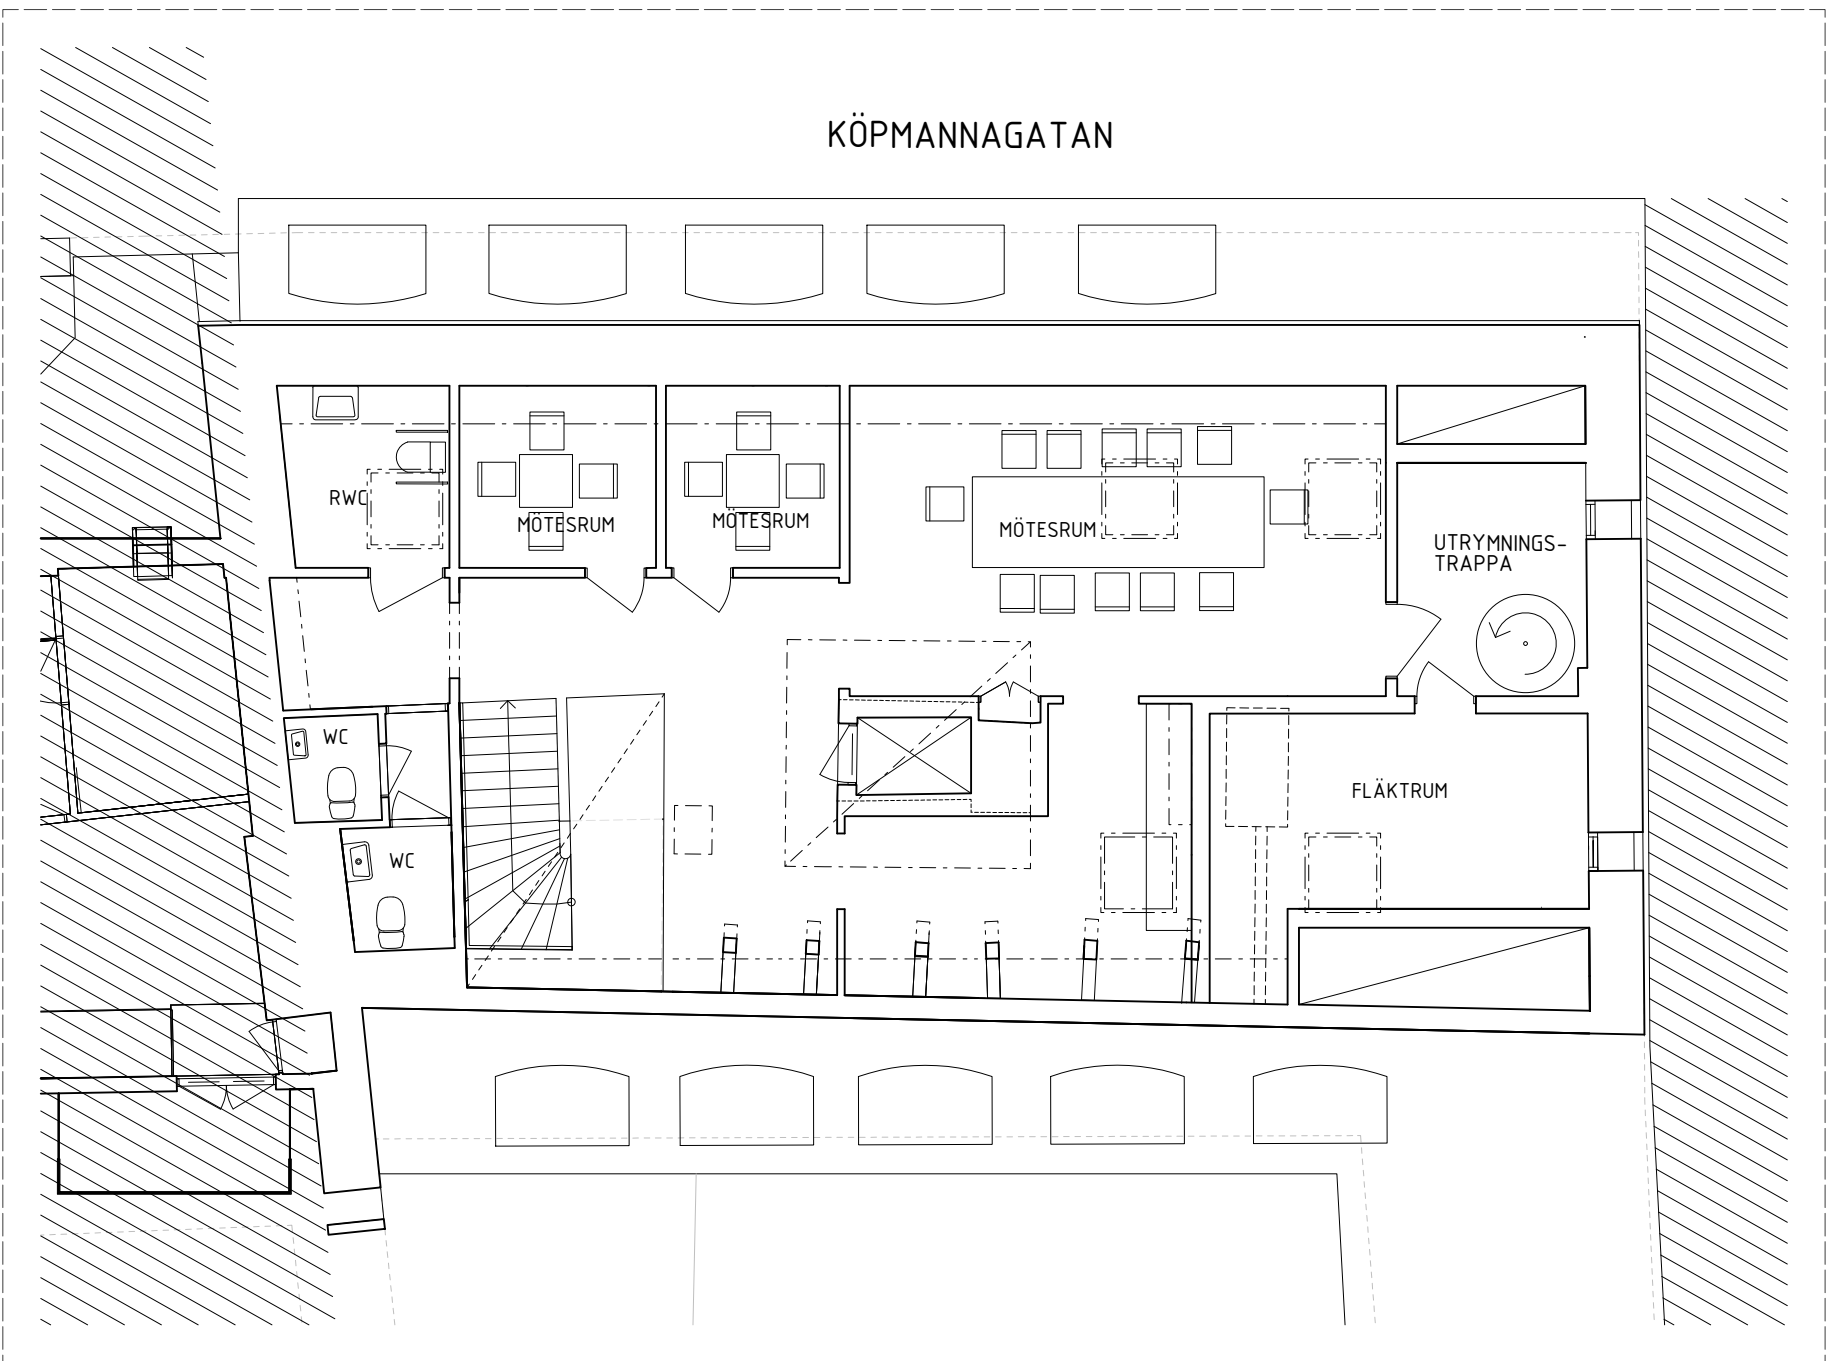 KÖPMANNAGATAN
RWC
MÖTESRUM
MÖTESRUM
MÖTESRUM
UTRYMNINGS-
TRAPPA
WC
FLÄKTRUM
WC